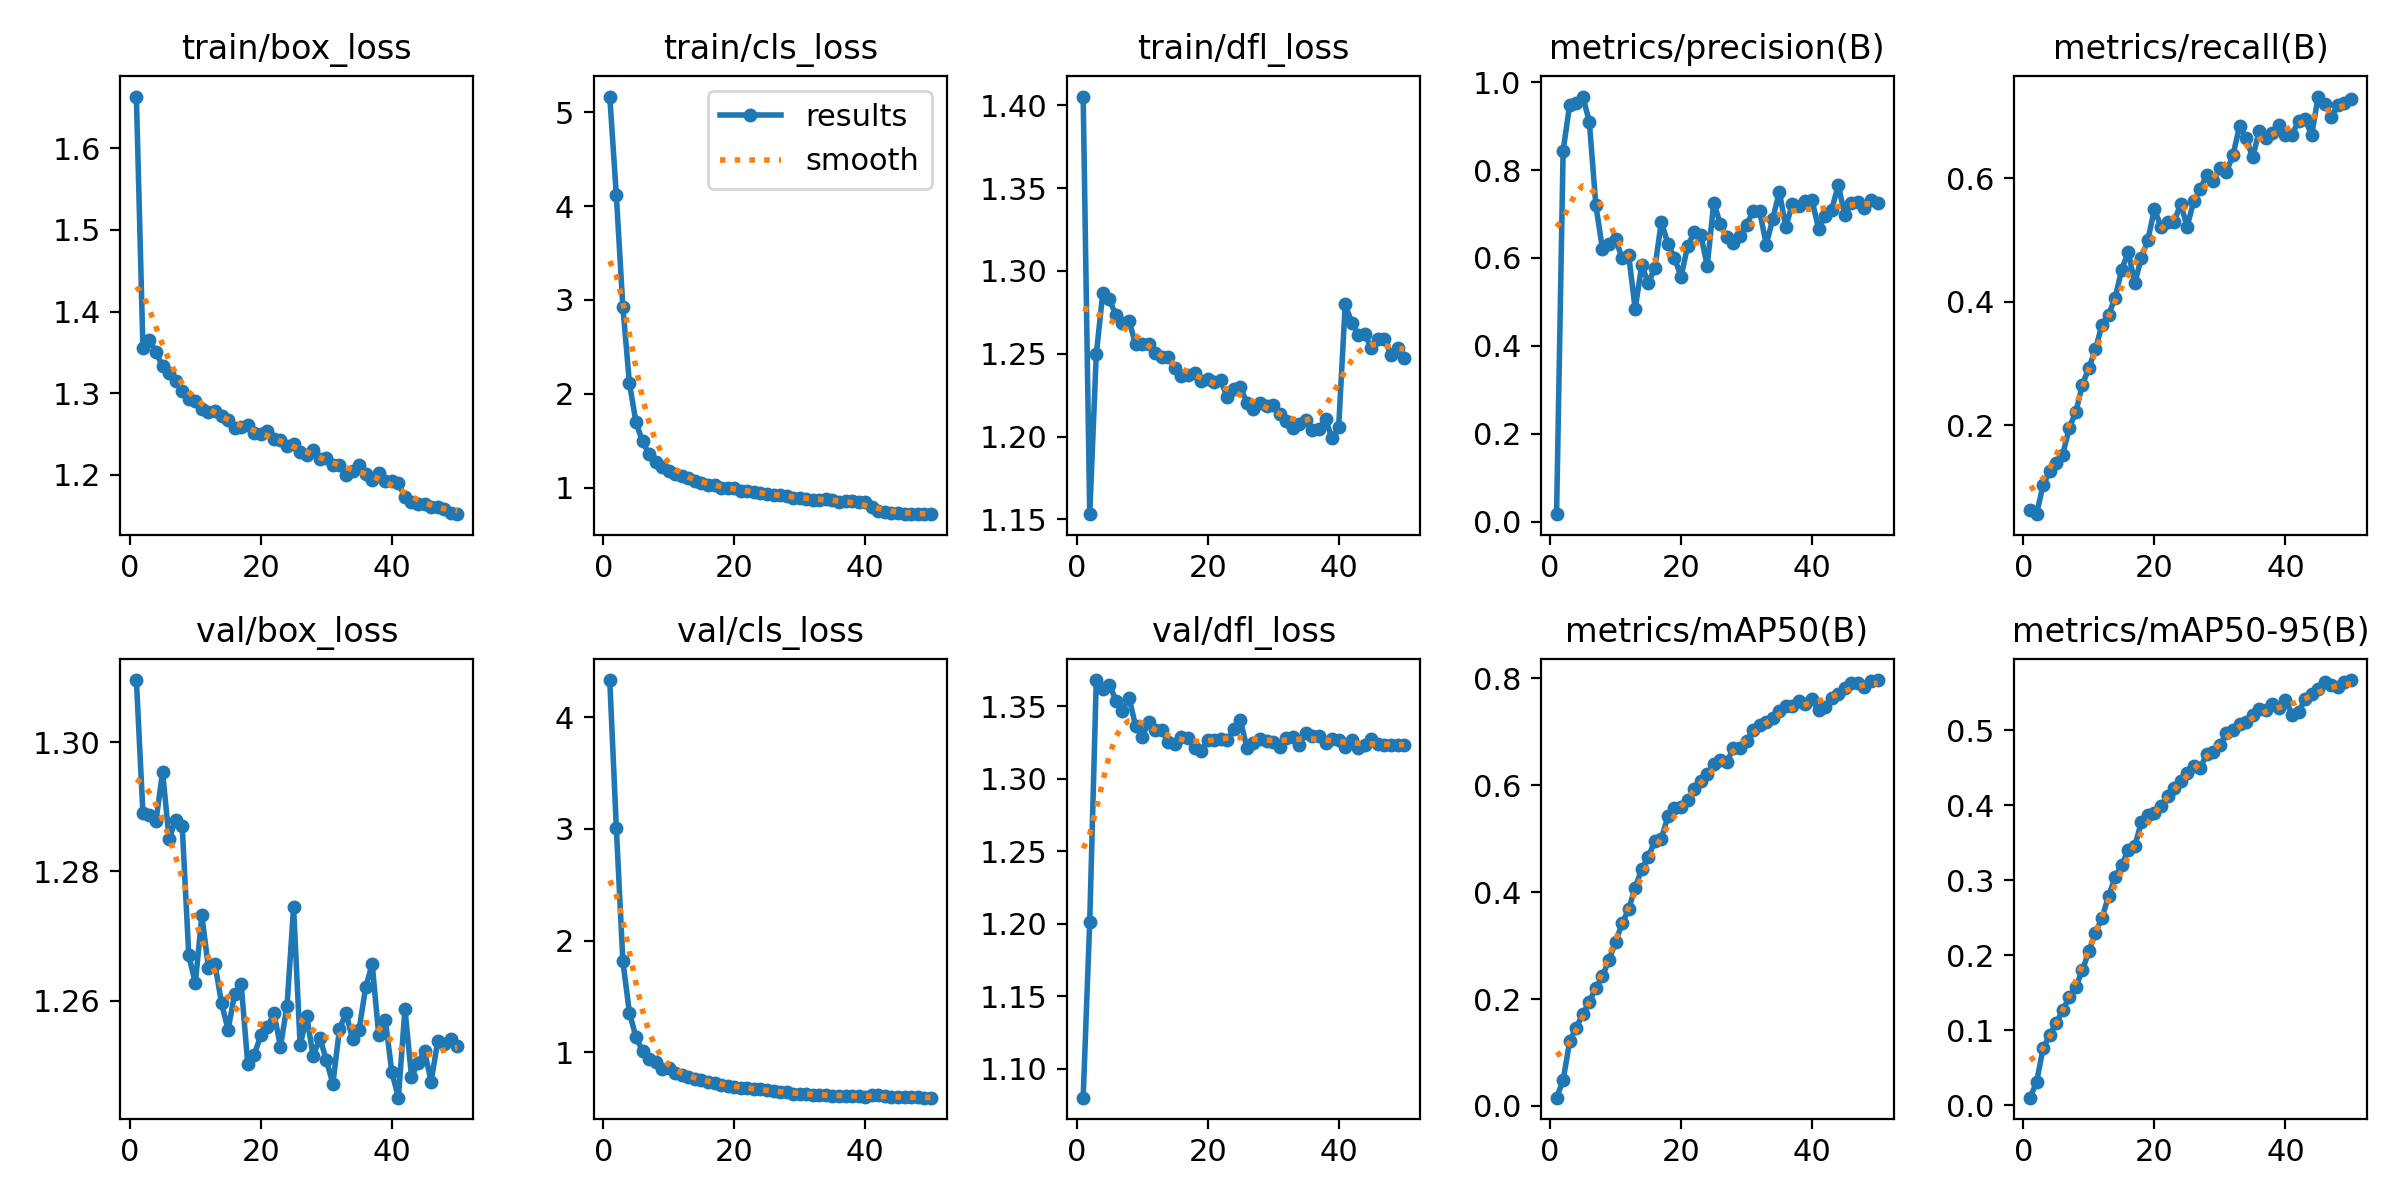 train/box_loss
1.6
1.5
1.4
1.3
1.2
0 20 40
train/cls_loss
results
smooth
5
4
3
2
1
0 20 40
train/dfl_loss
1.40
1.35
1.30
1.25
1.20
1.15
0 20 40
metrics/precision(B)
1.0
0.8
0.6
0.4
0.2
0.0
0 20 40
metrics/recall(B)
0.6
0.4
0.2
0 20 40
val/box_loss
1.30
1.28
1.26
0 20 40
val/cls_loss
4
3
2
1
0 20 40
val/dfl_loss
1.35
1.30
1.25
1.20
1.15
1.10
0 20 40
metrics/mAP50(B)
0.8
0.6
0.4
0.2
0.0
0 20 40
metrics/mAP50-95(B)
0.5
0.4
0.3
0.2
0.1
0.0
0 20 40